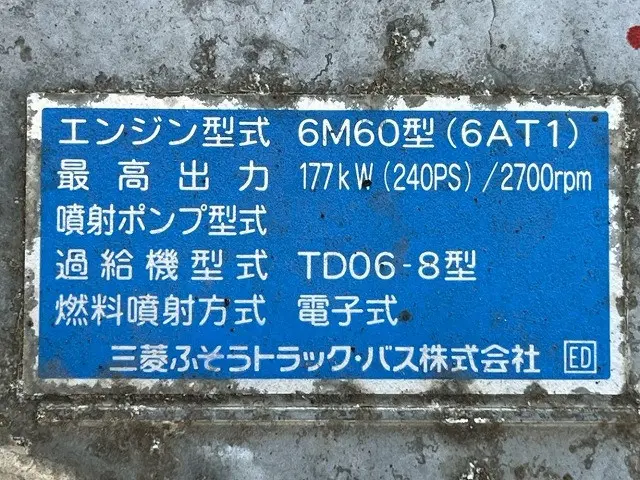 エンジン型式 6M60型(6AT1)
最高出力 177kW(240PS)/2700rpm
噴射ポンプ型式
過給機型式 TD06-8型
燃料噴射方式 電子式
三菱ふそうトラック・バス株式会社 ED